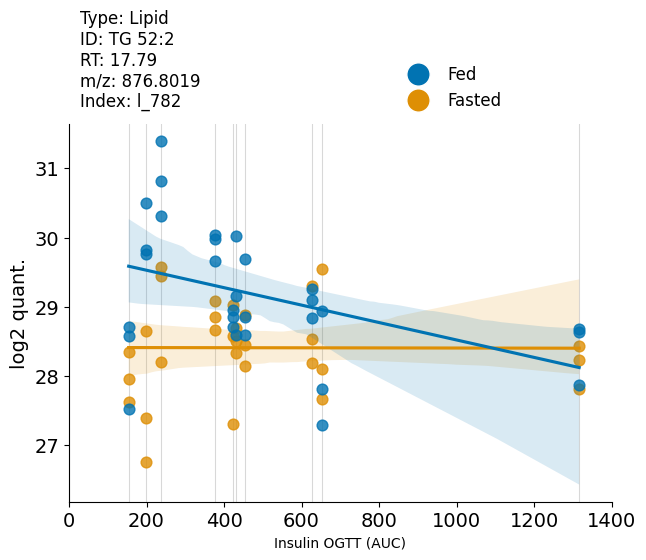 Type: Lipid
ID: TG 52:2
RT: 17.79
m/z: 876.8019
Index: l_782
Fed
Fasted
log2 quant.
31
30
29
28
27
0 200 400 600 800 1000 1200 1400
Insulin OGTT (AUC)